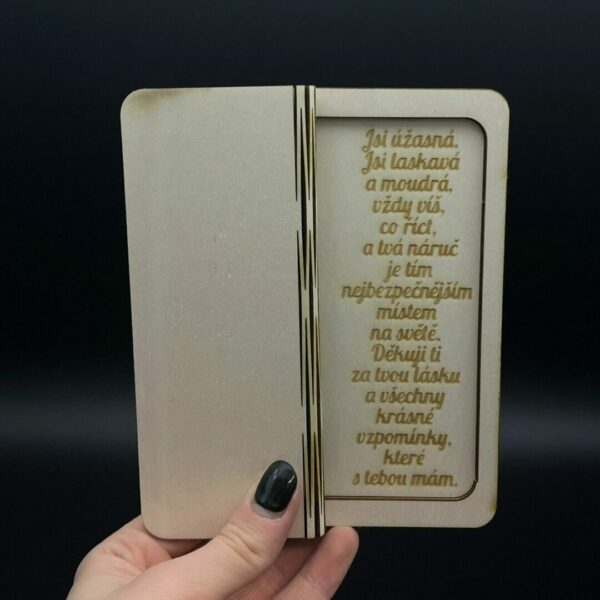 Jsi úžasná.
Jsi laskavá
a moudrá,
vždy víš,
co říct,
a tvá náruč
je tím
nejbezpečnějším
místem
na světě.
Děkuji ti
za tvou lásku
a všechny
krásné
vzpomínky,
které
s tebou mám.